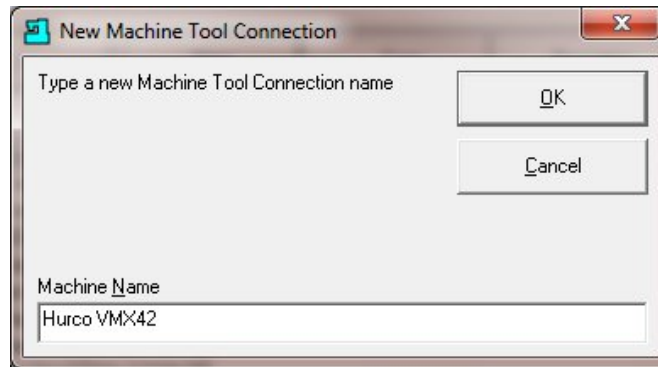 New Machine Tool Connection
Type a new Machine Tool Connection name
OK
Cancel
Machine Name
Hurco VMX42